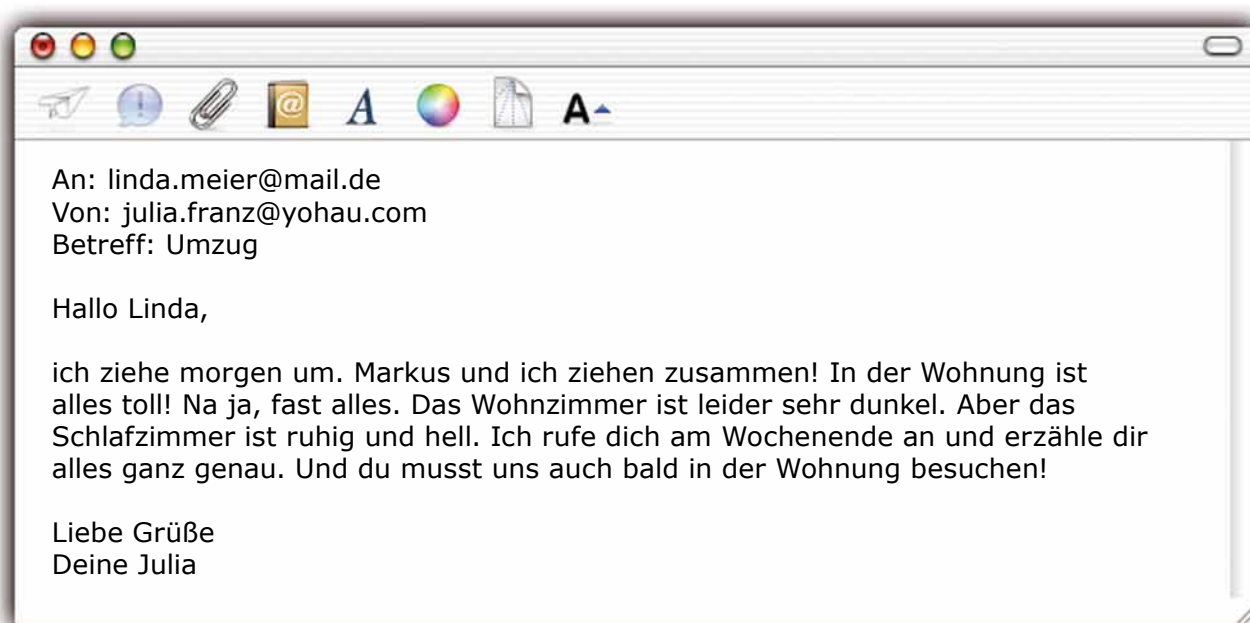 An: linda.meier@mail.de
Von: julia.franz@yohau.com
Betreff: Umzug
Hallo Linda,
ich ziehe morgen um. Markus und ich ziehen zusammen! In der Wohnung ist
alles toll! Na ja, fast alles. Das Wohnzimmer ist leider sehr dunkel. Aber das
Schlafzimmer ist ruhig und hell. Ich rufe dich am Wochenende an und erzähle dir
alles ganz genau. Und du musst uns auch bald in der Wohnung besuchen!
Liebe Grüße
Deine Julia